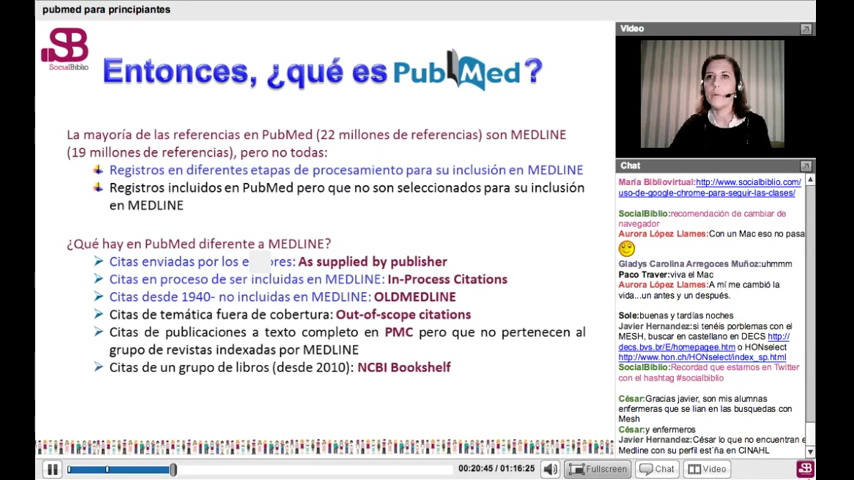 pubmed para principiantes
SB
SocialBiblio
Entonces, ¿qué es PubMed?
La mayoría de las referencias en PubMed (22 millones de referencias) son MEDLINE
(19 millones de referencias), pero no todas:
Registros en diferentes etapas de procesamiento para su inclusión en MEDLINE
Registros incluidos en PubMed pero que no son seleccionados para su inclusión
en MEDLINE
¿Qué hay en PubMed diferente a MEDLINE?
Citas enviadas por los As supplied by publisher
Citas en proceso de ser incluidas en MEDLINE: In-Process Citations
Citas desde 1940- no incluidas en MEDLINE: OLDMEDLINE
Citas de temática fuera de cobertura: Out-of-scope citations
Citas de publicaciones a texto completo en PMC pero que no pertenecen al
grupo de revistas indexadas por MEDLINE
Citas de un grupo de libros (desde 2010): NCBI Bookshelf
Video
Chat
Maria Bibliovirtual:http://www.socialbiblio.com/
uso-de-google-chrome-para-seguir-las-clases/
SocialBiblio:recomendación de cambiar de
navegador
Aurora López Llames:Con un Mac eso no pasa
Gladys Carolina Arregoces Muñoz:uhmmm
Paco Traver:viva el Mac
Aurora López Llames:A mí me cambió la
vida...un antes y un después.
Sole:buenas y tardías noches
Javier Hernandez:si tenéis porblemas con el
MESH, buscar en castellano en DECS http://
decs.bvs.br/E/homepagee.htm o HONselect
http://www.hon.ch/HONselect/index_sp.html
SocialBiblio:Recordad que estamos en Twitter
con el hashtag #socialbiblio
César:Gracias javier, son mis alumnas
enfermeras que se lian en las busquedas con
Mesh
César:y enfermeros
Javier Hernandez:César lo que no encuentran e
Medline con su perfil est´ña en CINAHL
00:20:45 / 01:16:25
Fullscreen
Chat
Video
SB